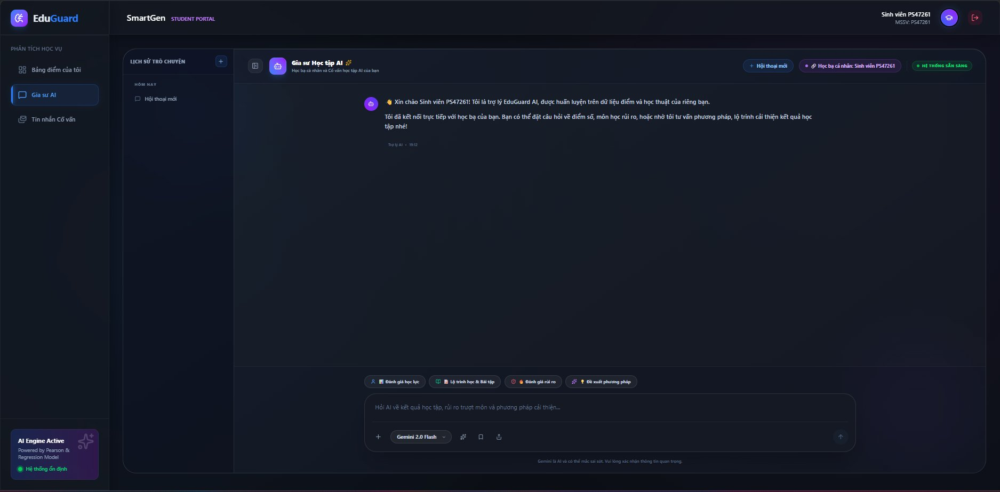 EduGuard
SmartGen STUDENT PORTAL
Sinh viên PS47261
MSSV: PS47261
PHÂN TÍCH HỌC VỤ
Bảng điểm của tôi
Gia sư AI
Tin nhắn Cố vấn
LỊCH SỬ TRÒ CHUYỆN
HÔM NAY
Hội thoại mới
Gia sư Học tập AI ✨
Học bạ cá nhân và Cố vấn học tập AI của bạn
+ Hội thoại mới
Học bạ cá nhân: Sinh viên PS47261
HỆ THỐNG SẴN SÀNG
👋 Xin chào Sinh viên PS47261! Tôi là trợ lý EduGuard AI, được huấn luyện trên dữ liệu điểm và học thuật của riêng bạn.
Tôi đã kết nối trực tiếp với học bạ của bạn. Bạn có thể đặt câu hỏi về điểm số, môn học rủi ro, hoặc nhờ tôi tư vấn phương pháp, lộ trình cải thiện kết quả học
tập nhé!
Trợ lý AI • 19:12
Đánh giá học lực
Lộ trình học & Bài tập
Đánh giá rủi ro
Đề xuất phương pháp
Hỏi AI về kết quả học tập, rủi ro trượt môn và phương pháp cải thiện...
Gemini 2.0 Flash
Gemini là AI và có thể mắc sai sót. Vui lòng xác nhận thông tin quan trọng.
AI Engine Active
Powered by Pearson &
Regression Model
Hệ thống ổn định